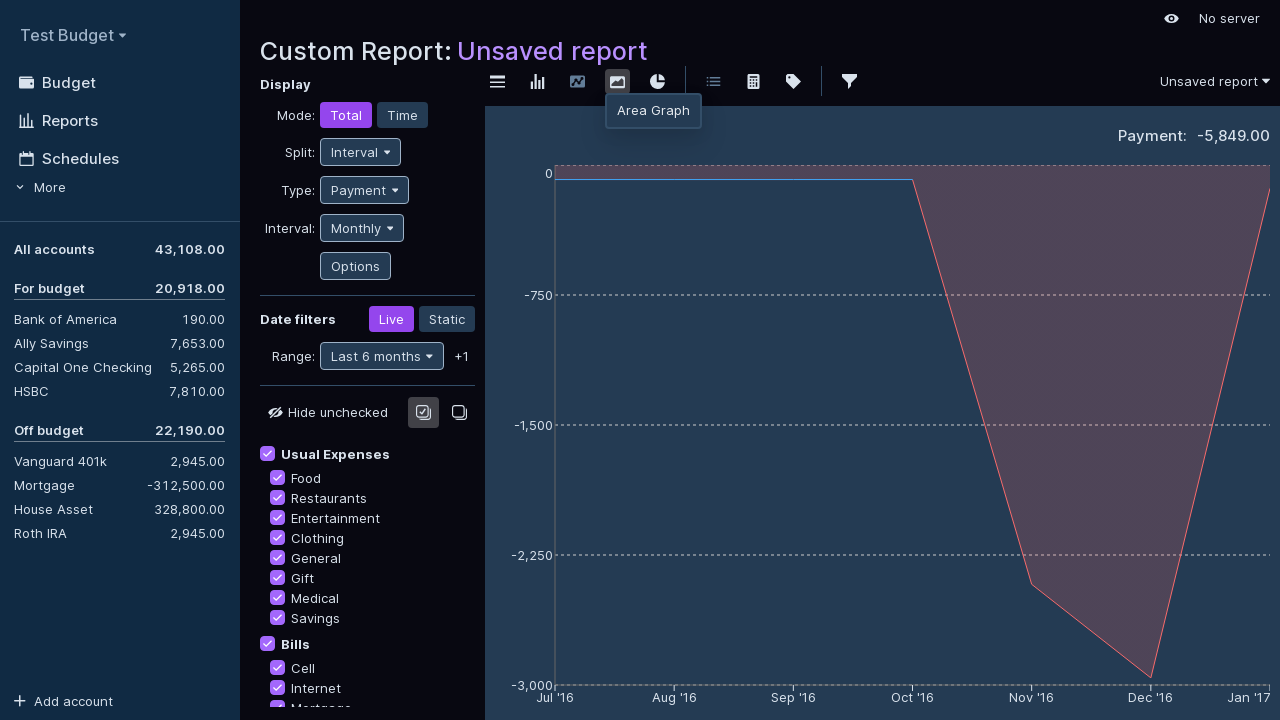 Test Budget
Budget
Reports
Schedules
More
All accounts 43,108.00
For budget 20,918.00
Bank of America 190.00
Ally Savings 7,653.00
Capital One Checking 5,265.00
HSBC 7,810.00
Off budget 22,190.00
Vanguard 401k 2,945.00
Mortgage -312,500.00
House Asset 328,800.00
Roth IRA 2,945.00
Add account
No server
Custom Report: Unsaved report
Display
Mode: Total Time
Split: Interval
Type: Payment
Interval: Monthly
Options
Date filters Live Static
Range: Last 6 months +1
Hide unchecked
Usual Expenses
Food
Restaurants
Entertainment
Clothing
General
Gift
Medical
Savings
Bills
Cell
Internet
Mortgage
Unsaved report
Area Graph
Payment: -5,849.00
0
-750
-1,500
-2,250
-3,000
Jul '16 Aug '16 Sep '16 Oct '16 Nov '16 Dec '16 Jan '17